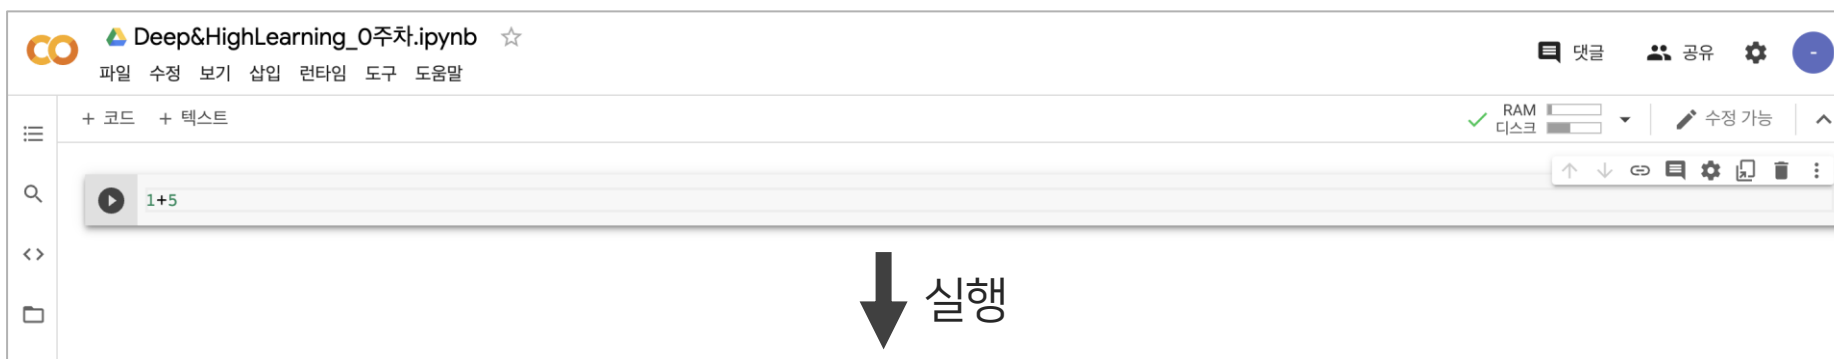 Deep&HighLearning_0주차.ipynb
파일 수정 보기 삽입 런타임 도구 도움말
댓글 공유 -
+ 코드 + 텍스트
RAM
디스크
수정 가능
1+5
실행